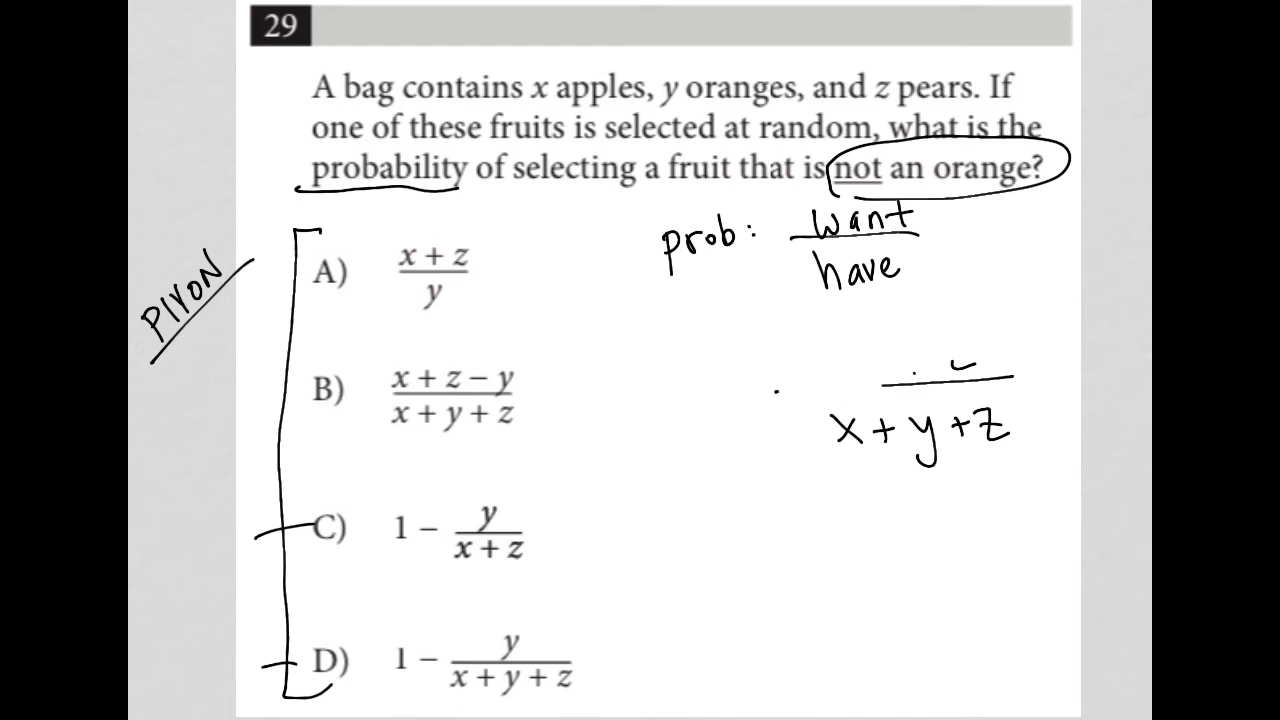 29
A bag contains x apples, y oranges, and z pears. If
one of these fruits is selected at random, what is the
probability of selecting a fruit that is not an orange?
prob: want
have
PIYON
A) x + z
y
B) x + z − y
x + y + z
x + y + z
C) 1 − y
x + z
D) 1 − y
x + y + z